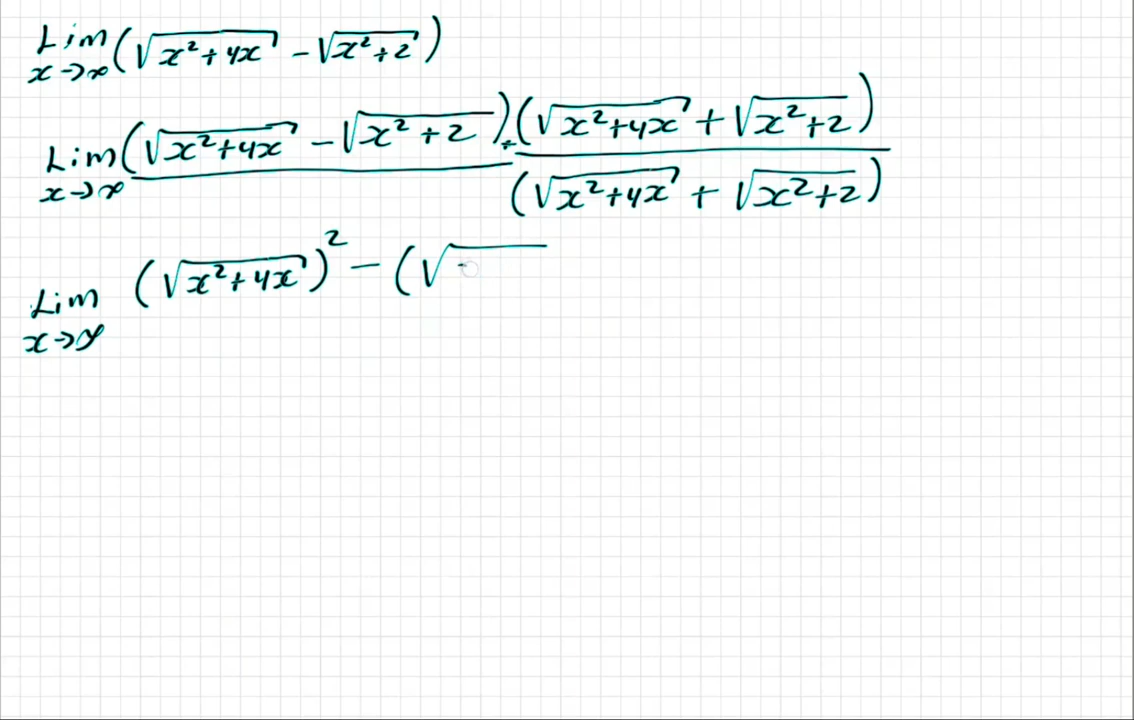 Lim x→∞ (√x²+4x - √x²+2)
Lim x→∞ (√x²+4x - √x²+2)·(√x²+4x + √x²+2) / (√x²+4x + √x²+2)
Lim x→∞ (√x²+4x)² - (√